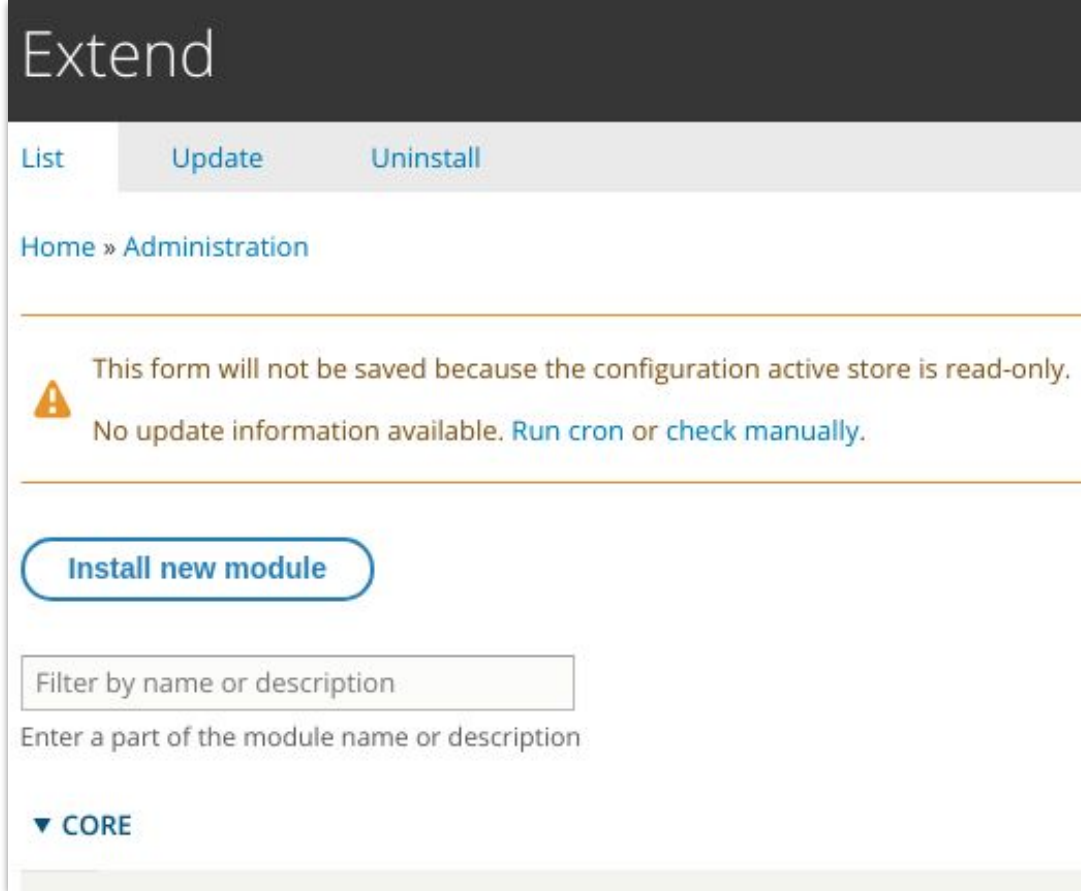 Extend
List Update Uninstall
Home » Administration
This form will not be saved because the configuration active store is read-only.
No update information available. Run cron or check manually.
Install new module
Filter by name or description
Enter a part of the module name or description
▼ CORE